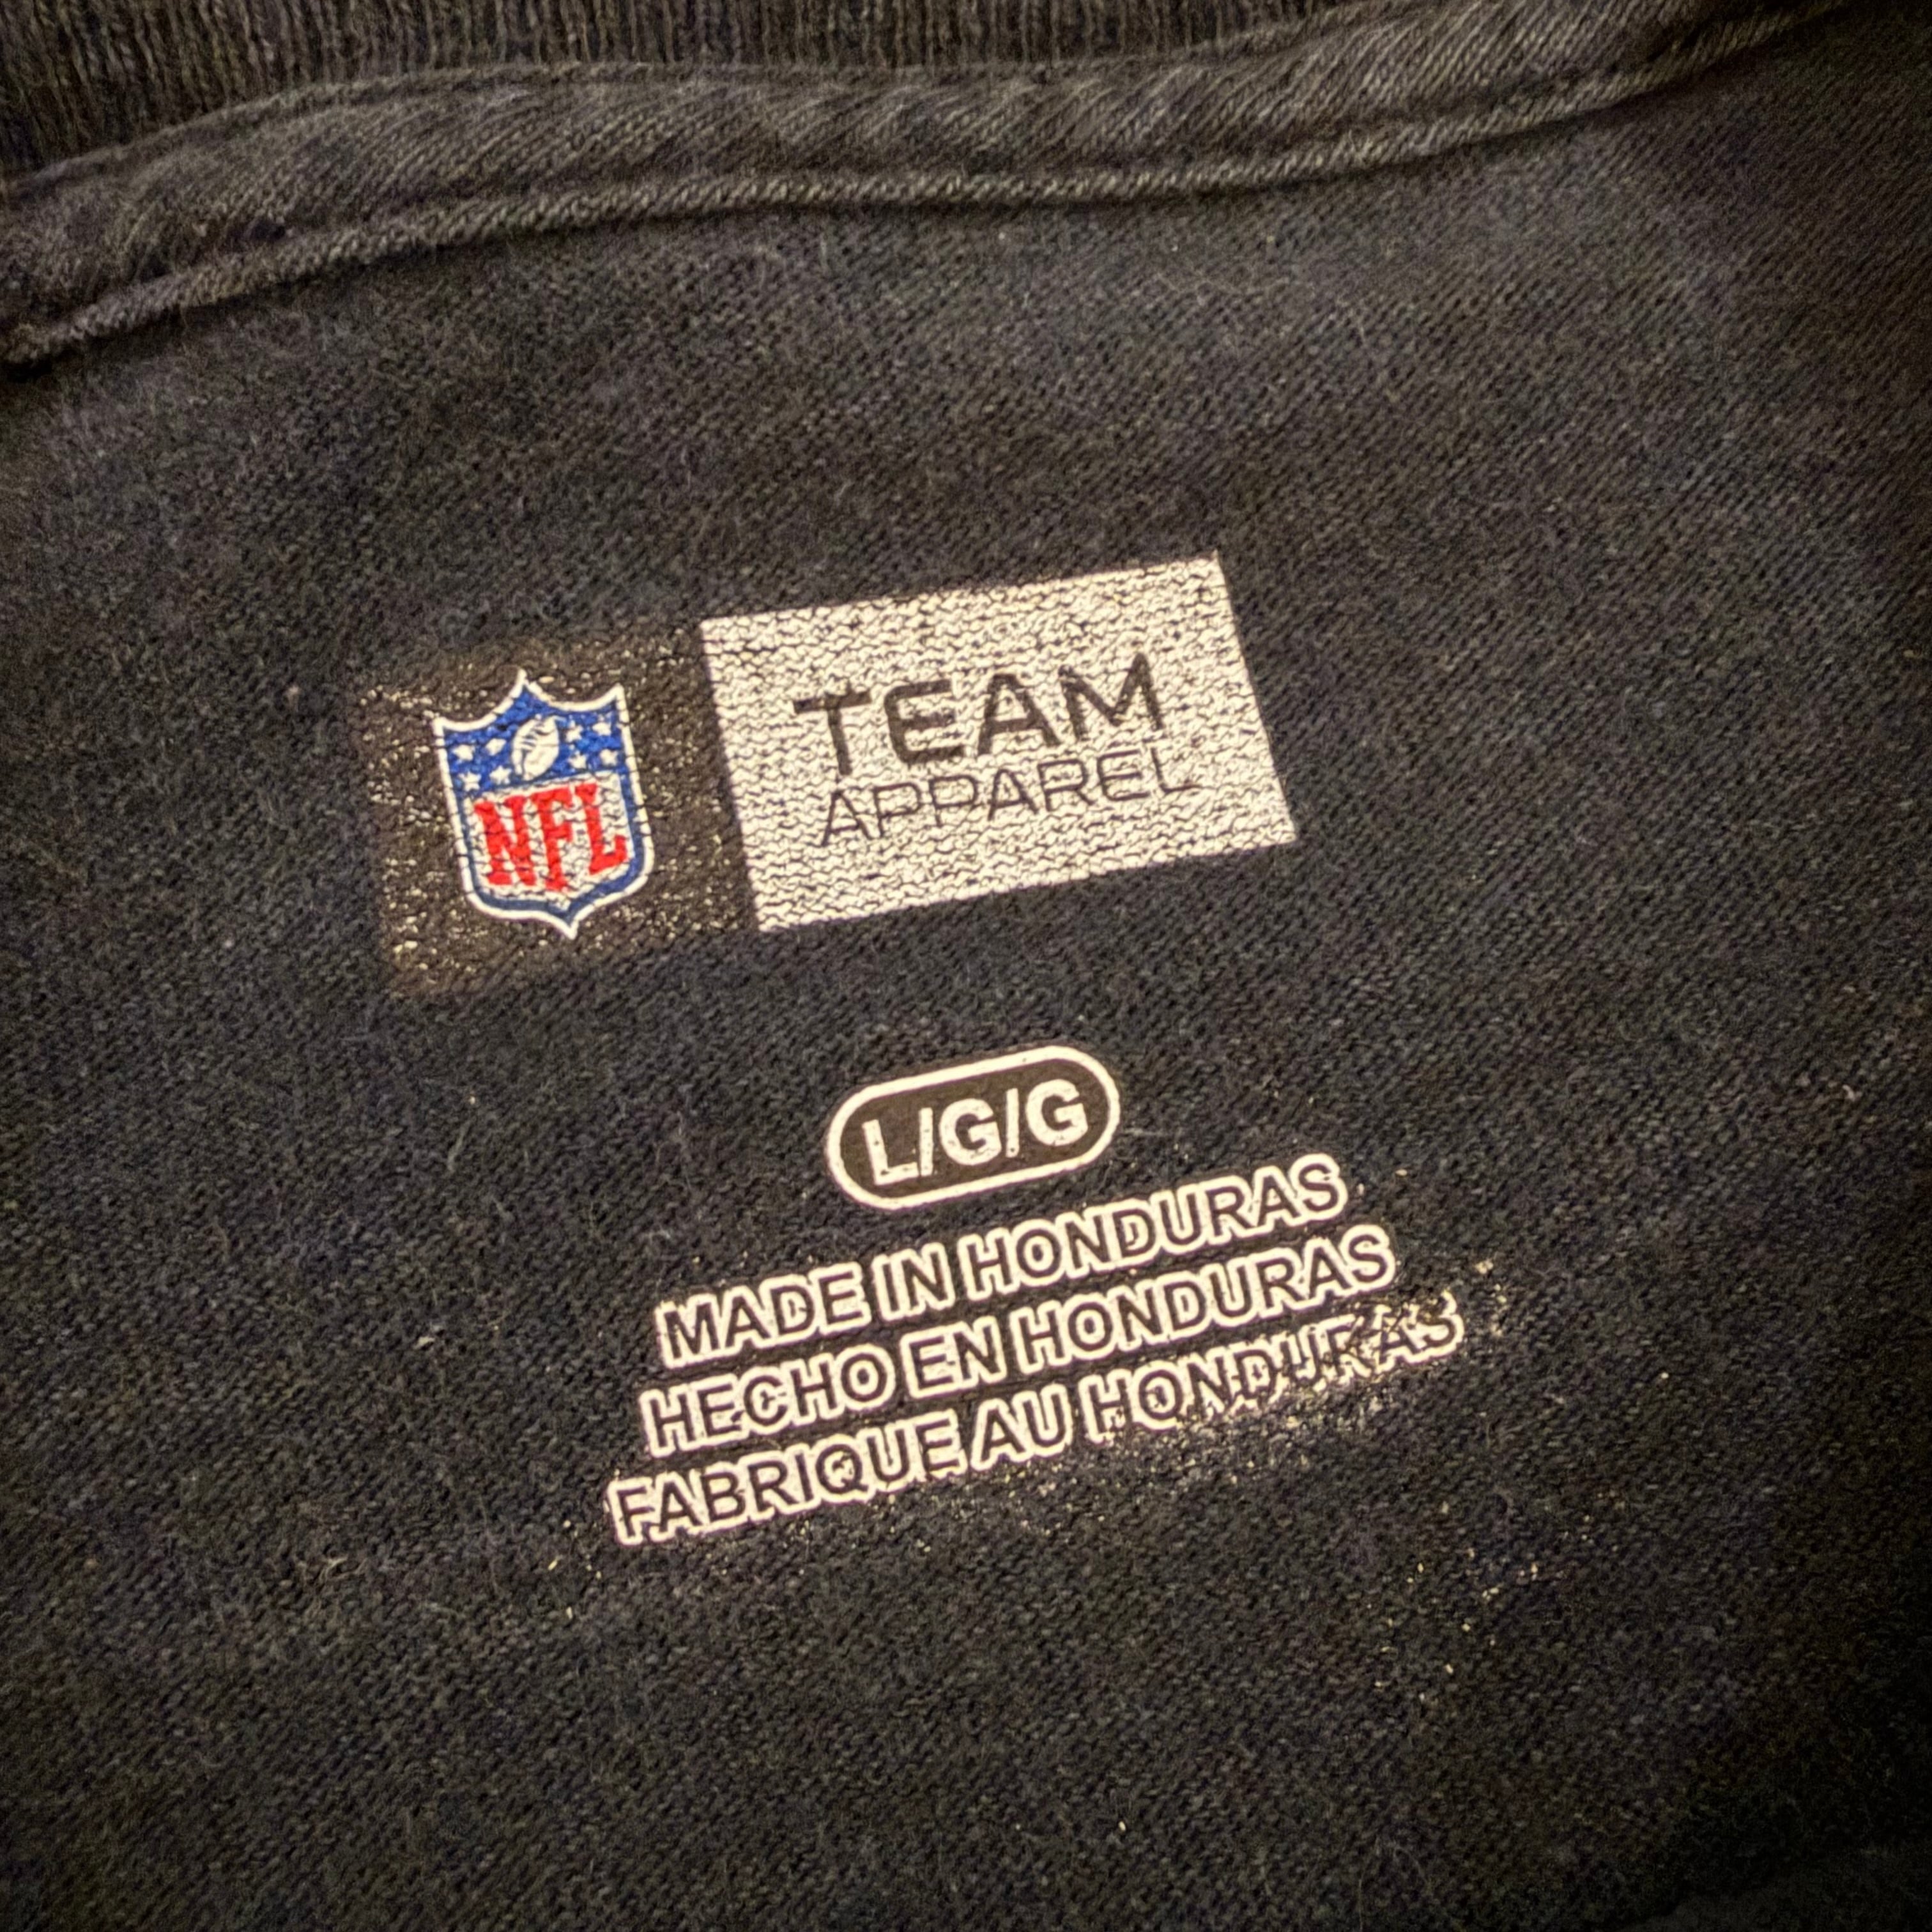 NFL
TEAM
APPAREL
L/G/G
MADE IN HONDURAS
HECHO EN HONDURAS
FABRIQUE AU HONDURAS